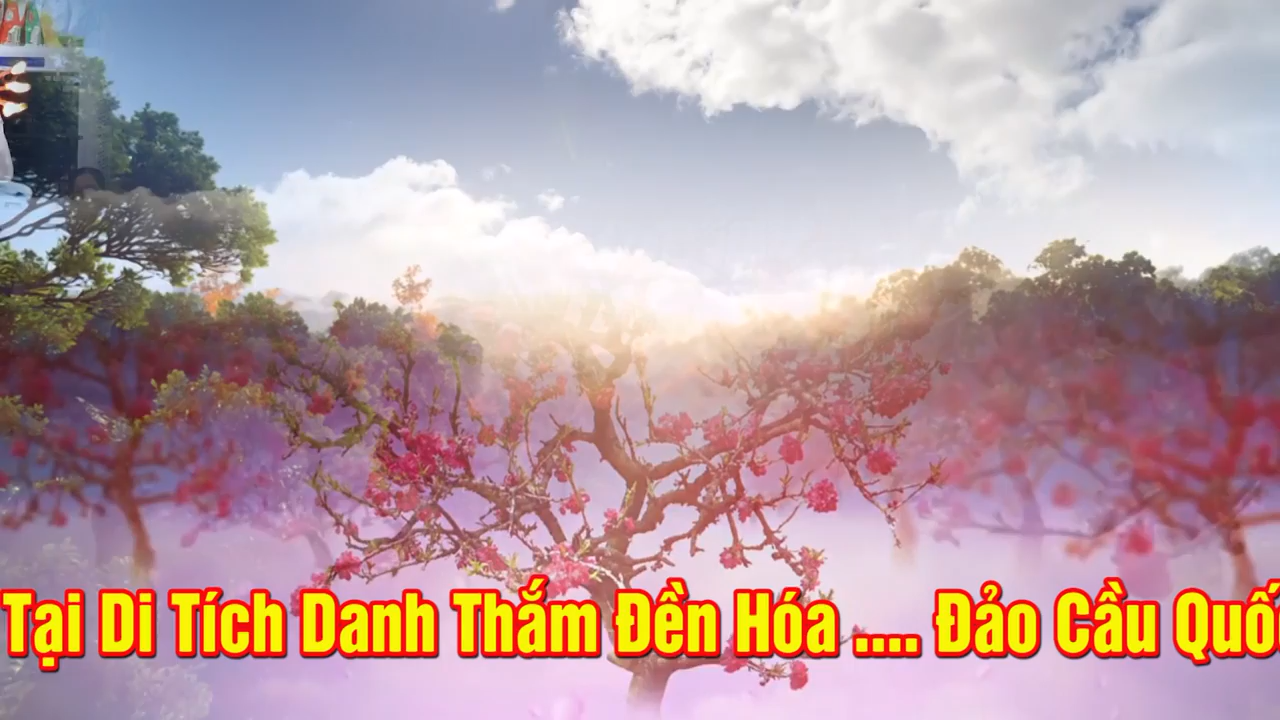 Tại Di Tích Danh Thắm Đền Hóa .... Đảo Cầu